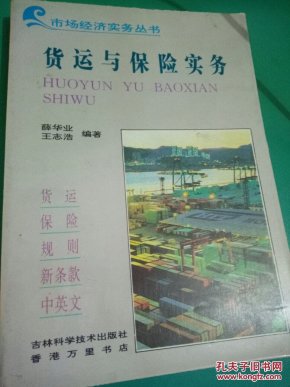 市场经济实务丛书
货运与保险实务
HUOYUN YU BAOXIAN
SHIWU
薛华业
王志浩 编著
货运
保险
规则
新条款
中英文
吉林科学技术出版社
香港万里书店
孔夫子旧书网